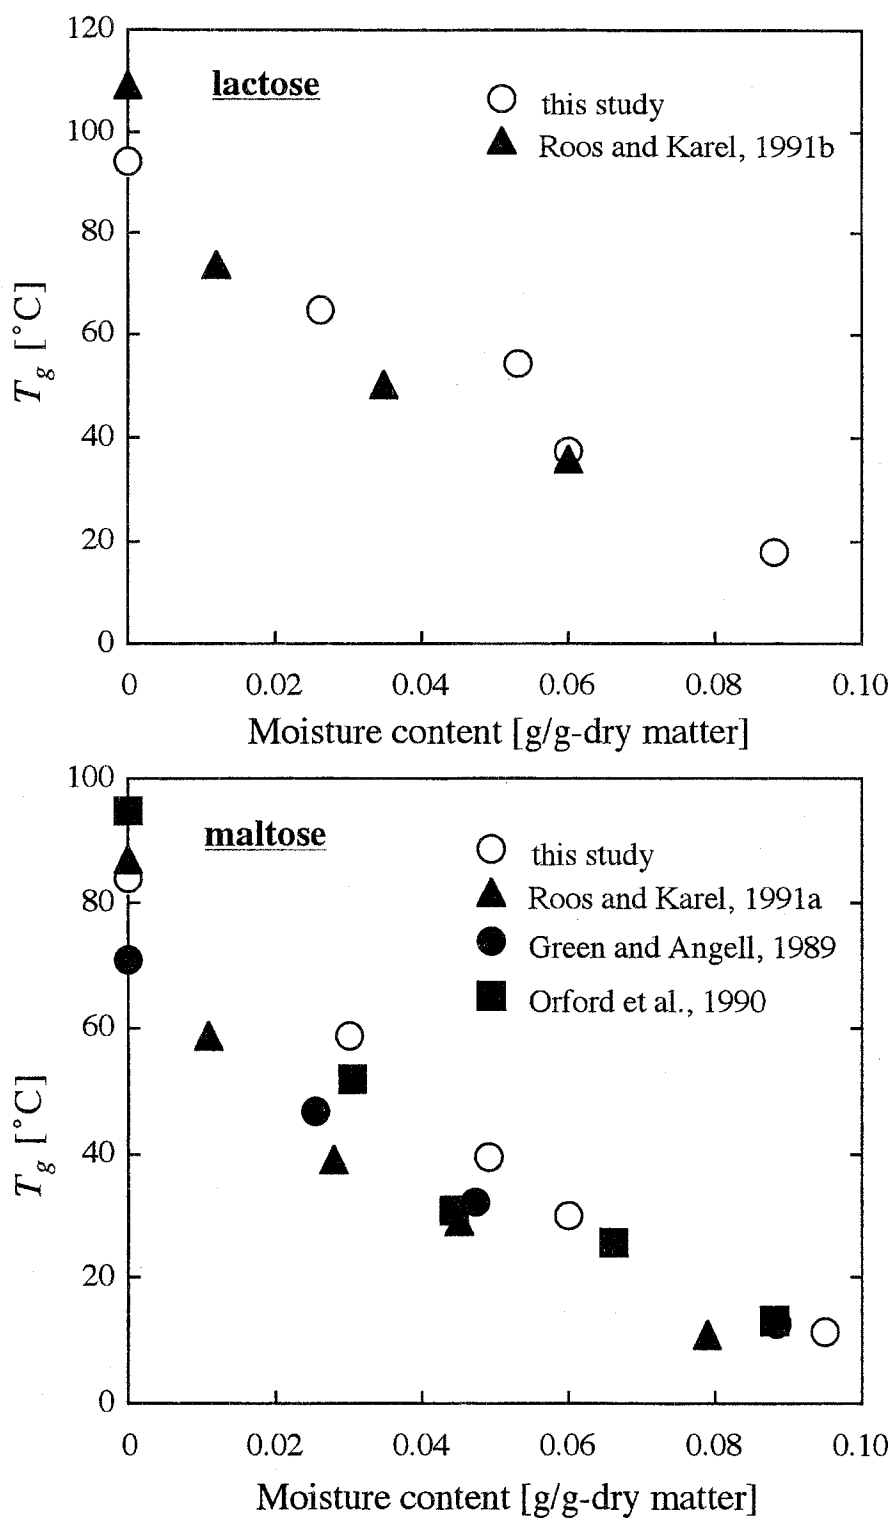 120
100
80
60
40
20
0
T_g [°C]
lactose
this study
Roos and Karel, 1991b
0 0.02 0.04 0.06 0.08 0.10
Moisture content [g/g-dry matter]
100
80
60
40
20
0
T_g [°C]
maltose
this study
Roos and Karel, 1991a
Green and Angell, 1989
Orford et al., 1990
0 0.02 0.04 0.06 0.08 0.10
Moisture content [g/g-dry matter]